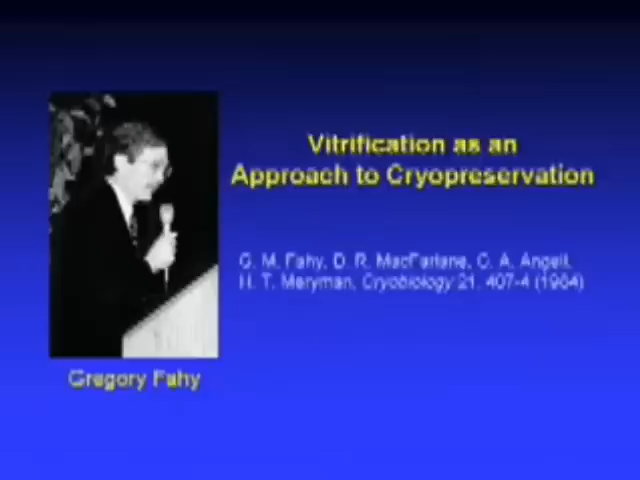 Vitrification as an
Approach to Cryopreservation
G. M. Fahy, D. R. MacFarlane, C. A. Angell,
H. T. Meryman, Cryobiology 21, 407-4 (1984)
Gregory Fahy